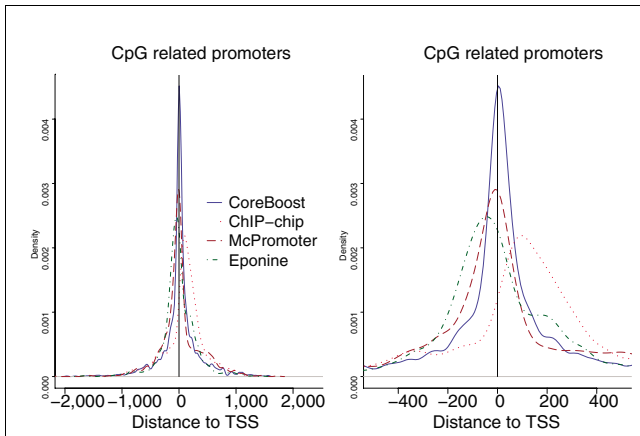 CpG related promoters
Density
0.000
0.001
0.002
0.003
0.004
-2,000 -1,000 0 1,000 2,000
Distance to TSS
CoreBoost
ChIP-chip
McPromoter
Eponine
CpG related promoters
Density
0.000
0.001
0.002
0.003
0.004
-400 -200 0 200 400
Distance to TSS